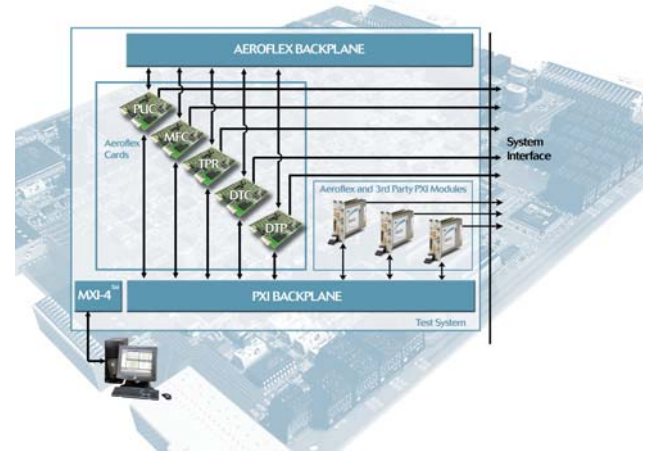 AEROFLEX BACKPLANE
PUC
MFC
TPR
DTC
DTP
Aeroflex
Cards
System
Interface
Aeroflex and 3rd Party PXI Modules
MXI-4™
PXI BACKPLANE
Test System